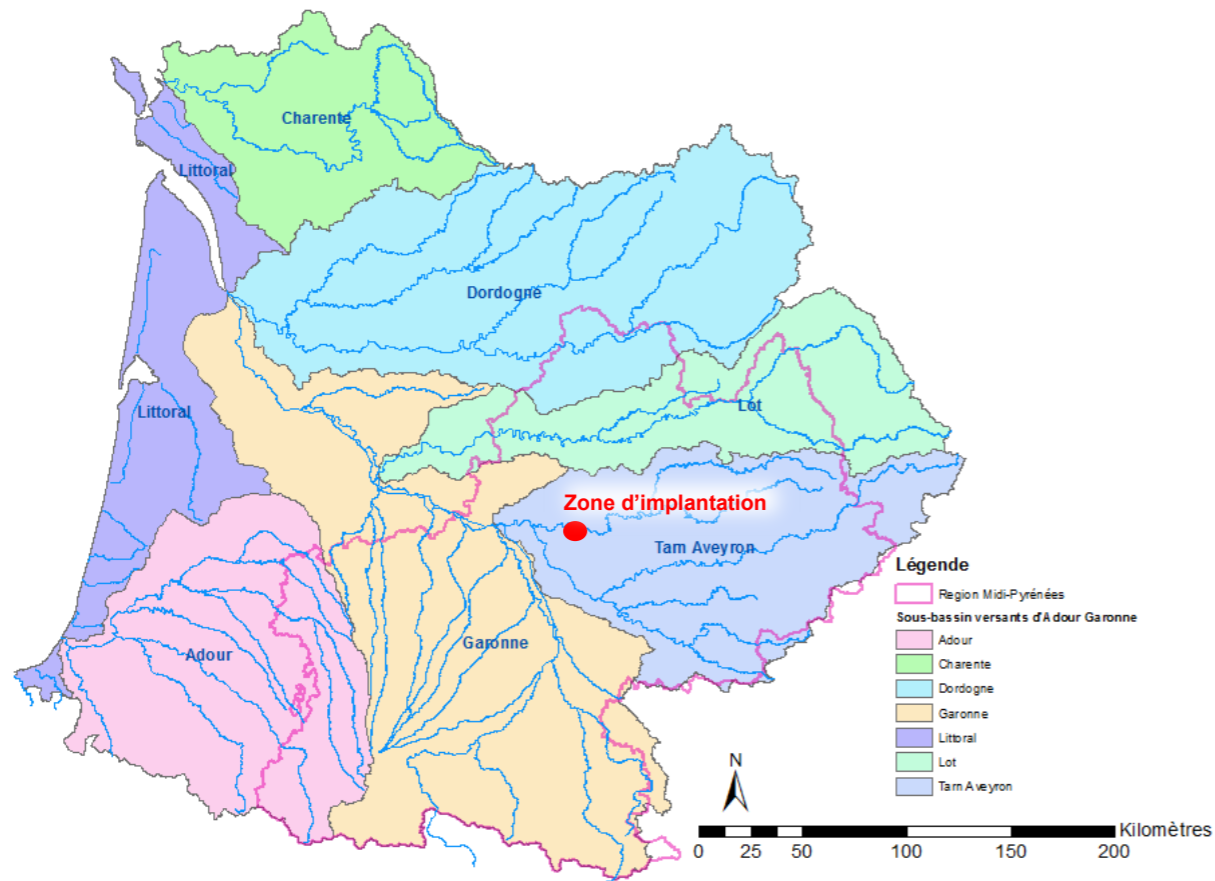 Charente
Littoral
Dordogne
Littoral
Lot
Zone d'implantation
Tarn Aveyron
Adour
Garonne
Légende
Region Midi-Pyrénées
Sous-bassin versants d'Adour Garonne
Adour
Charente
Dordogne
Garonne
Littoral
Lot
Tarn Aveyron
N
Kilomètres
0 25 50 100 150 200